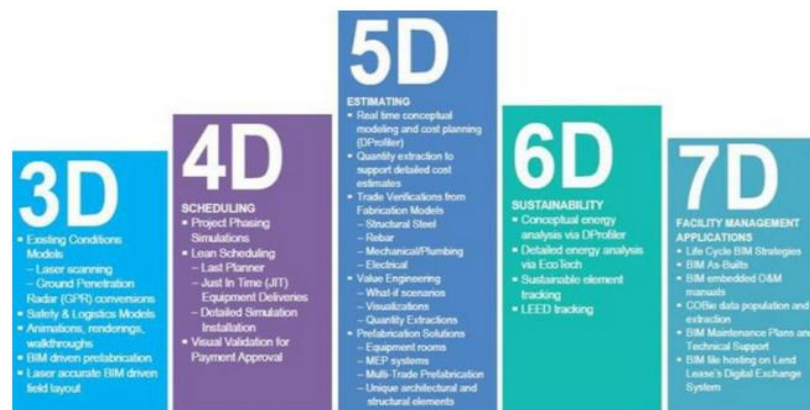 3D
▪ Existing Conditions
Models
– Laser scanning
– Ground Penetration
Radar (GPR) conversions
▪ Safety & Logistics Models
▪ Animations, renderings,
walkthroughs
▪ BIM driven prefabrication
▪ Laser accurate BIM driven
field layout
4D
SCHEDULING
▪ Project Phasing
Simulations
▪ Lean Scheduling
– Last Planner
– Just In Time (JIT)
Equipment Deliveries
– Detailed Simulation
Installation
▪ Visual Validation for
Payment Approval
5D
ESTIMATING
▪ Real time conceptual
modeling and cost planning
(DProfiler)
▪ Quantity extraction to
support detailed cost
estimates
▪ Trade Verifications from
Fabrication Models
– Structural Steel
– Rebar
– Mechanical/Plumbing
– Electrical
▪ Value Engineering
– What-if scenarios
– Visualizations
– Quantity Extractions
▪ Prefabrication Solutions
– Equipment rooms
– MEP systems
– Multi-Trade Prefabrication
– Unique architectural and
structural elements
6D
SUSTAINABILITY
▪ Conceptual energy
analysis via DProfiler
▪ Detailed energy analysis
via EcoTech
▪ Sustainable element
tracking
▪ LEED tracking
7D
FACILITY MANAGEMENT
APPLICATIONS
▪ Life Cycle BIM Strategies
▪ BIM As-Builts
▪ BIM embedded O&M
manuals
▪ COBie data population and
extraction
▪ BIM Maintenance Plans and
Technical Support
▪ BIM file hosting on Lend
Lease's Digital Exchange
System